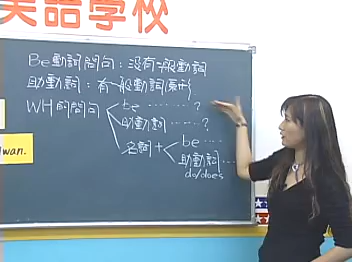 美語學校
Be動詞問句：沒有一般動詞
助動詞：有一般動詞(原形)
WH的問句 be ……？
助動詞……？
名詞+ be ‥‥
助動詞 …
do/does
wan.